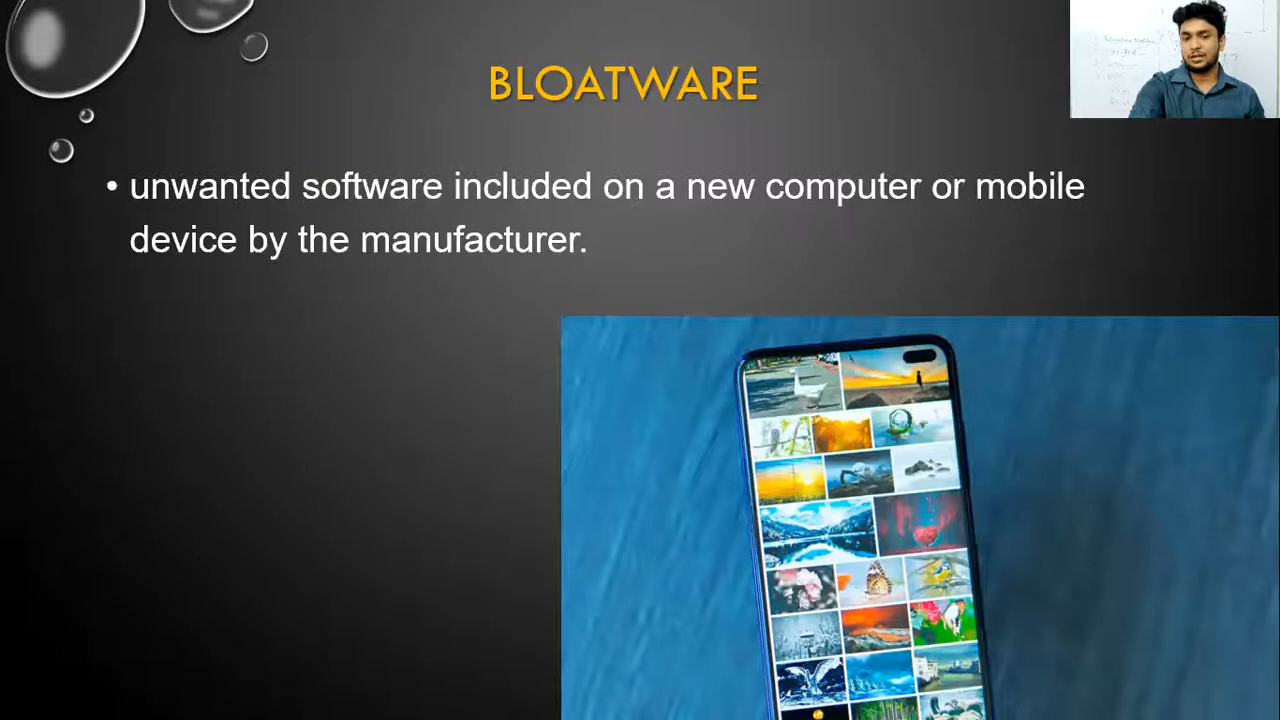 BLOATWARE
• unwanted software included on a new computer or mobile
device by the manufacturer.